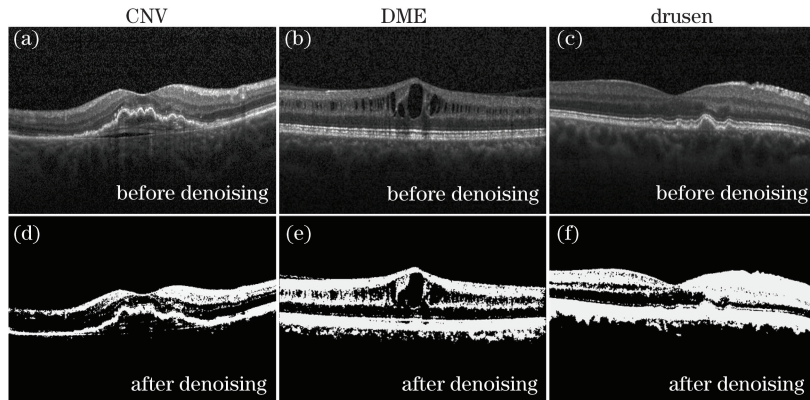 CNV DME drusen
(a) (b) (c)
before denoising before denoising before denoising
(d) (e) (f)
after denoising after denoising after denoising